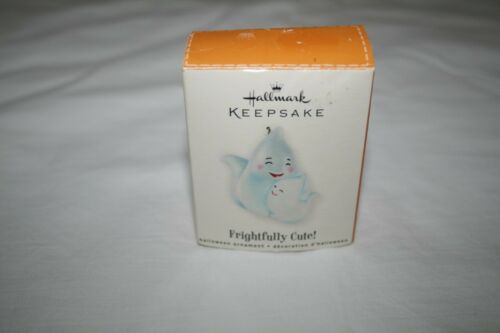 Hallmark
KEEPSAKE
Frightfully Cute!
halloween ornament • décoration d'halloween